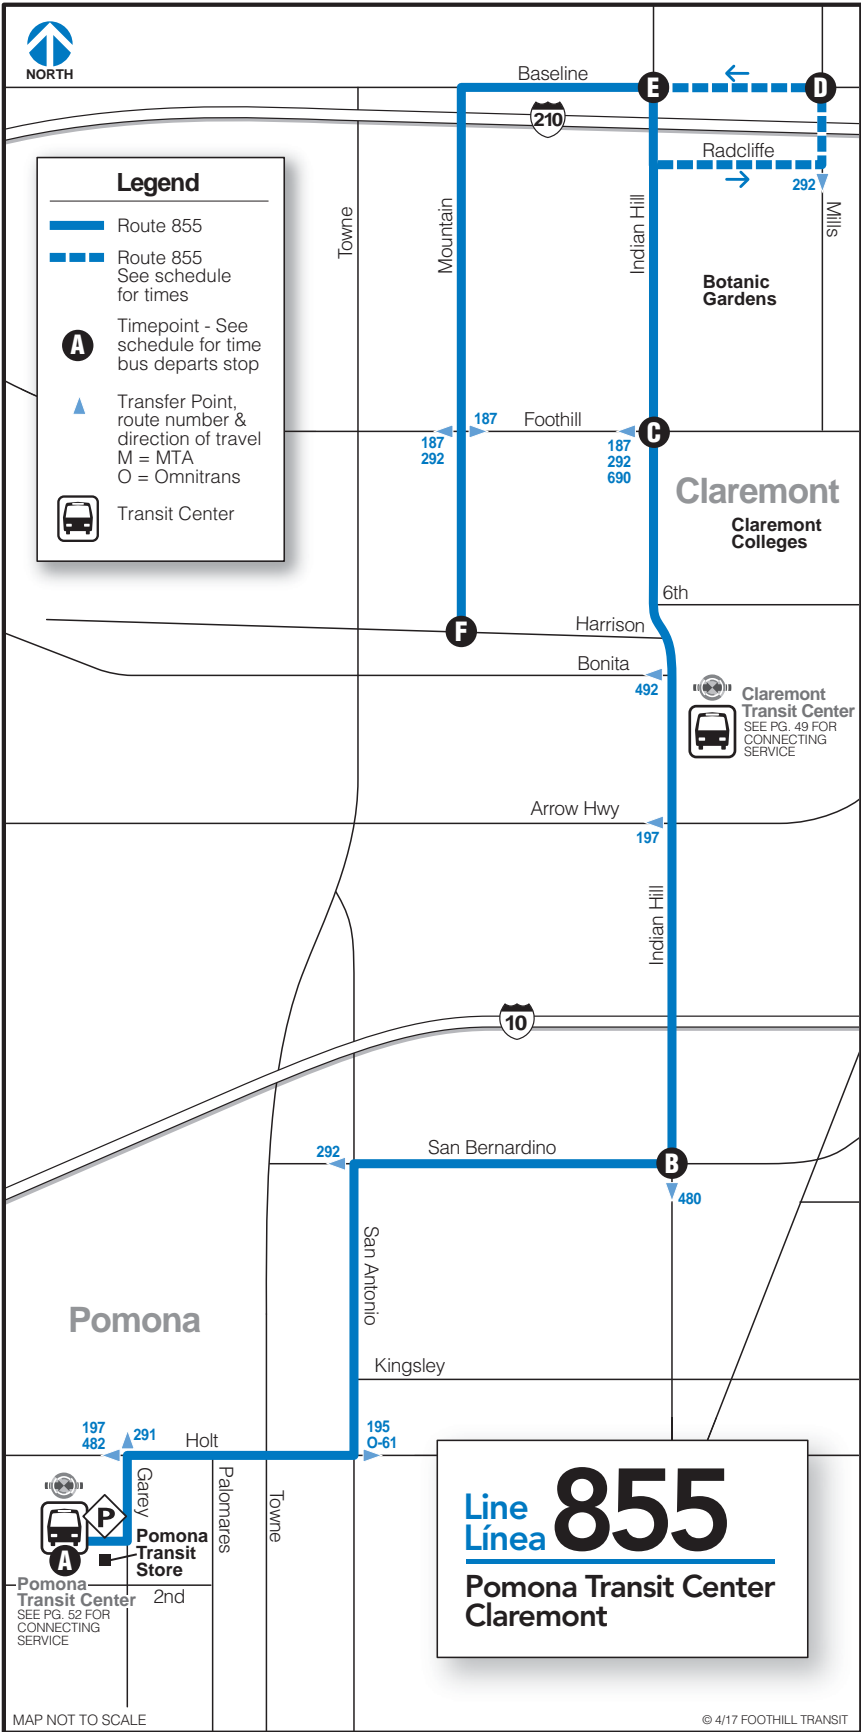 NORTH
Baseline
E
D
210
Radcliffe
292
Mills
Legend
Route 855
Route 855
See schedule
for times
A
Timepoint - See
schedule for time
bus departs stop
Transfer Point,
route number &
direction of travel
M = MTA
O = Omnitrans
Transit Center
Towne
Mountain
Indian Hill
Botanic
Gardens
187
Foothill
187
292
C
187
292
690
Claremont
Claremont
Colleges
6th
F
Harrison
Bonita
492
Claremont
Transit Center
SEE PG. 49 FOR
CONNECTING
SERVICE
Arrow Hwy
197
Indian Hill
10
292
San Bernardino
B
480
San Antonio
Pomona
Kingsley
197
482
291
Holt
195
O-61
Garey
Palomares
Towne
P
A
Pomona
Transit
Store
Pomona
Transit Center
SEE PG. 52 FOR
CONNECTING
SERVICE
2nd
Line
Línea
855
Pomona Transit Center
Claremont
MAP NOT TO SCALE
© 4/17 FOOTHILL TRANSIT